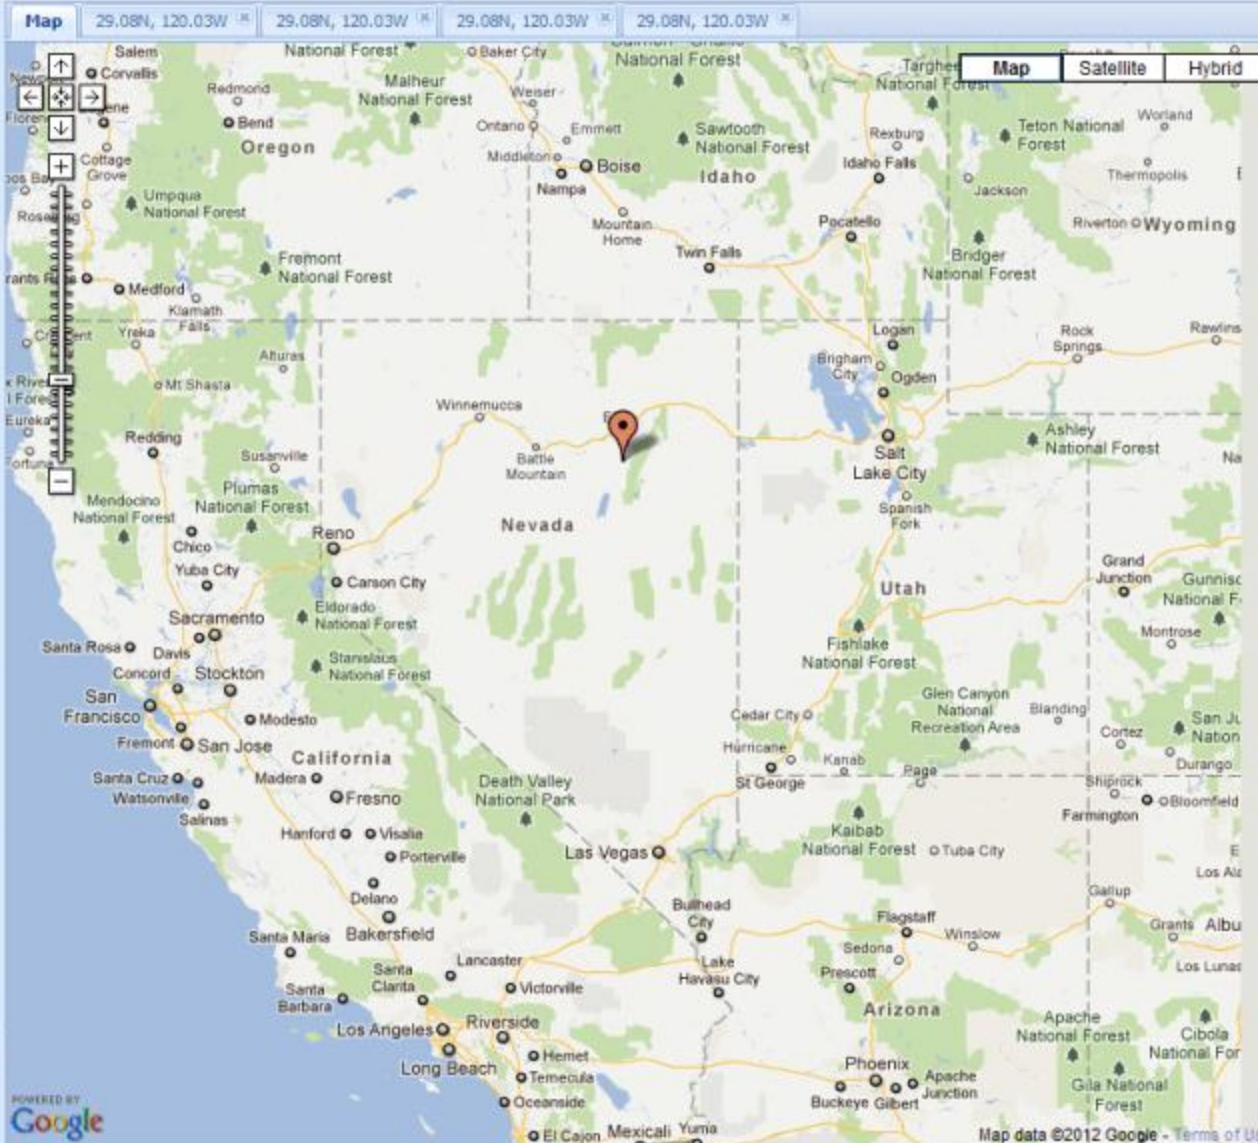 Map
29.08N, 120.03W
29.08N, 120.03W
29.08N, 120.03W
29.08N, 120.03W
Map
Satellite
Hybrid
Salem
National Forest
Baker City
National Forest
Corvallis
Malheur
National Forest
Redmond
Weiser
National Forest
Worland
Bend
Ontario
Emmett
Sawtooth
National Forest
Rexburg
Teton National
Forest
Oregon
Cottage
Grove
Middleton
Boise
Idaho Falls
Thermopolis
Nampa
Idaho
Jackson
Umpqua
National Forest
Mountain
Home
Pocatello
Riverton
Wyoming
Twin Falls
Bridger
National Forest
Fremont
National Forest
Medford
Klamath
Falls
Yreka
Alturas
Logan
Rock
Springs
Rawlins
Brigham
City
Ogden
Mt Shasta
Winnemucca
Eureka
Redding
Susanville
Battle
Mountain
Salt
Lake City
Ashley
National Forest
Plumas
National Forest
Mendocino
National Forest
Spanish
Fork
Nevada
Reno
Chico
Yuba City
Carson City
Grand
Junction
Utah
Eldorado
National Forest
Sacramento
Montrose
Santa Rosa
Davis
Fishlake
National Forest
Stanislaus
National Forest
Concord
Stockton
San
Francisco
Glen Canyon
National
Recreation Area
Blanding
Modesto
Cedar City
Cortez
Fremont
San Jose
Hurricane
Kanab
Durango
California
Page
St George
Santa Cruz
Madera
Death Valley
National Park
Shiprock
Watsonville
Fresno
Bloomfield
Farmington
Salinas
Kaibab
National Forest
Hanford
Visalia
Las Vegas
Tuba City
Porterville
Delano
Bullhead
City
Gallup
Flagstaff
Grants
Albu
Santa Maria
Bakersfield
Winslow
Sedona
Lake
Havasu City
Lancaster
Santa
Clarita
Prescott
Los Lunas
Santa
Barbara
Victorville
Arizona
Los Angeles
Riverside
Apache
National Forest
Cibola
National For
Hemet
Long Beach
Temecula
Phoenix
Apache
Junction
Gila National
Forest
Buckeye
Gilbert
Oceanside
El Cajon
Mexicali
Yuma
POWERED BY
Google
Map data ©2012 Google - Terms of U